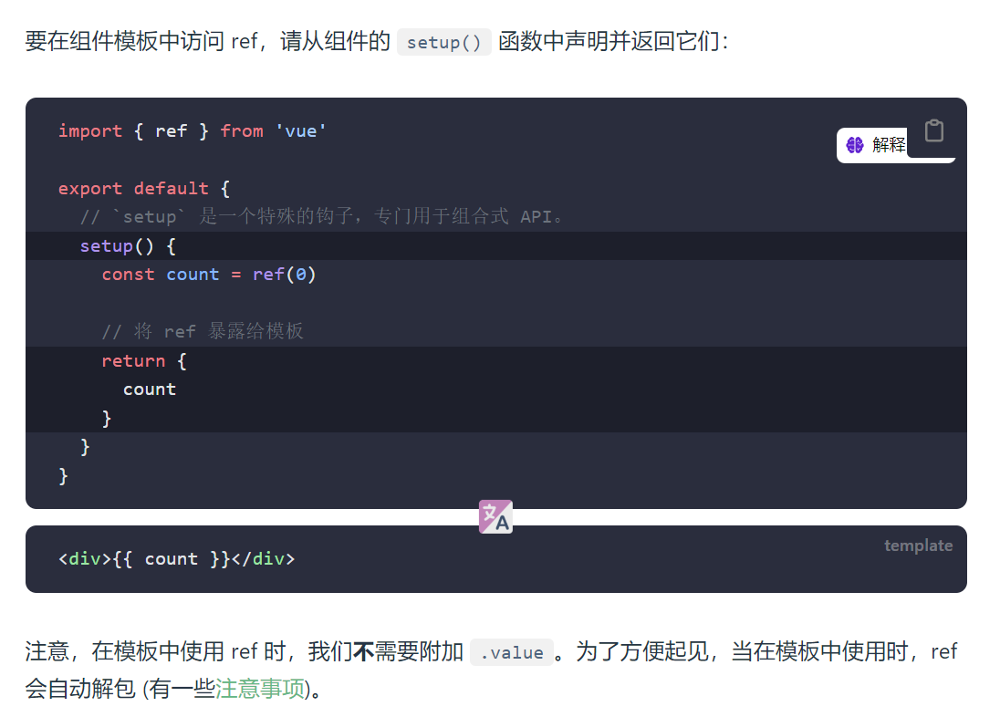 要在组件模板中访问 ref，请从组件的 setup() 函数中声明并返回它们：
import { ref } from 'vue'
解释
export default {
  // `setup` 是一个特殊的钩子，专门用于组合式 API。
  setup() {
    const count = ref(0)
    // 将 ref 暴露给模板
    return {
      count
    }
  }
}
文A
template
<div>{{ count }}</div>
注意，在模板中使用 ref 时，我们不需要附加 .value 。为了方便起见，当在模板中使用时，ref
会自动解包 (有一些注意事项)。